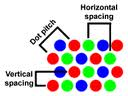 Horizontal
spacing
Dot pitch
Vertical
spacing